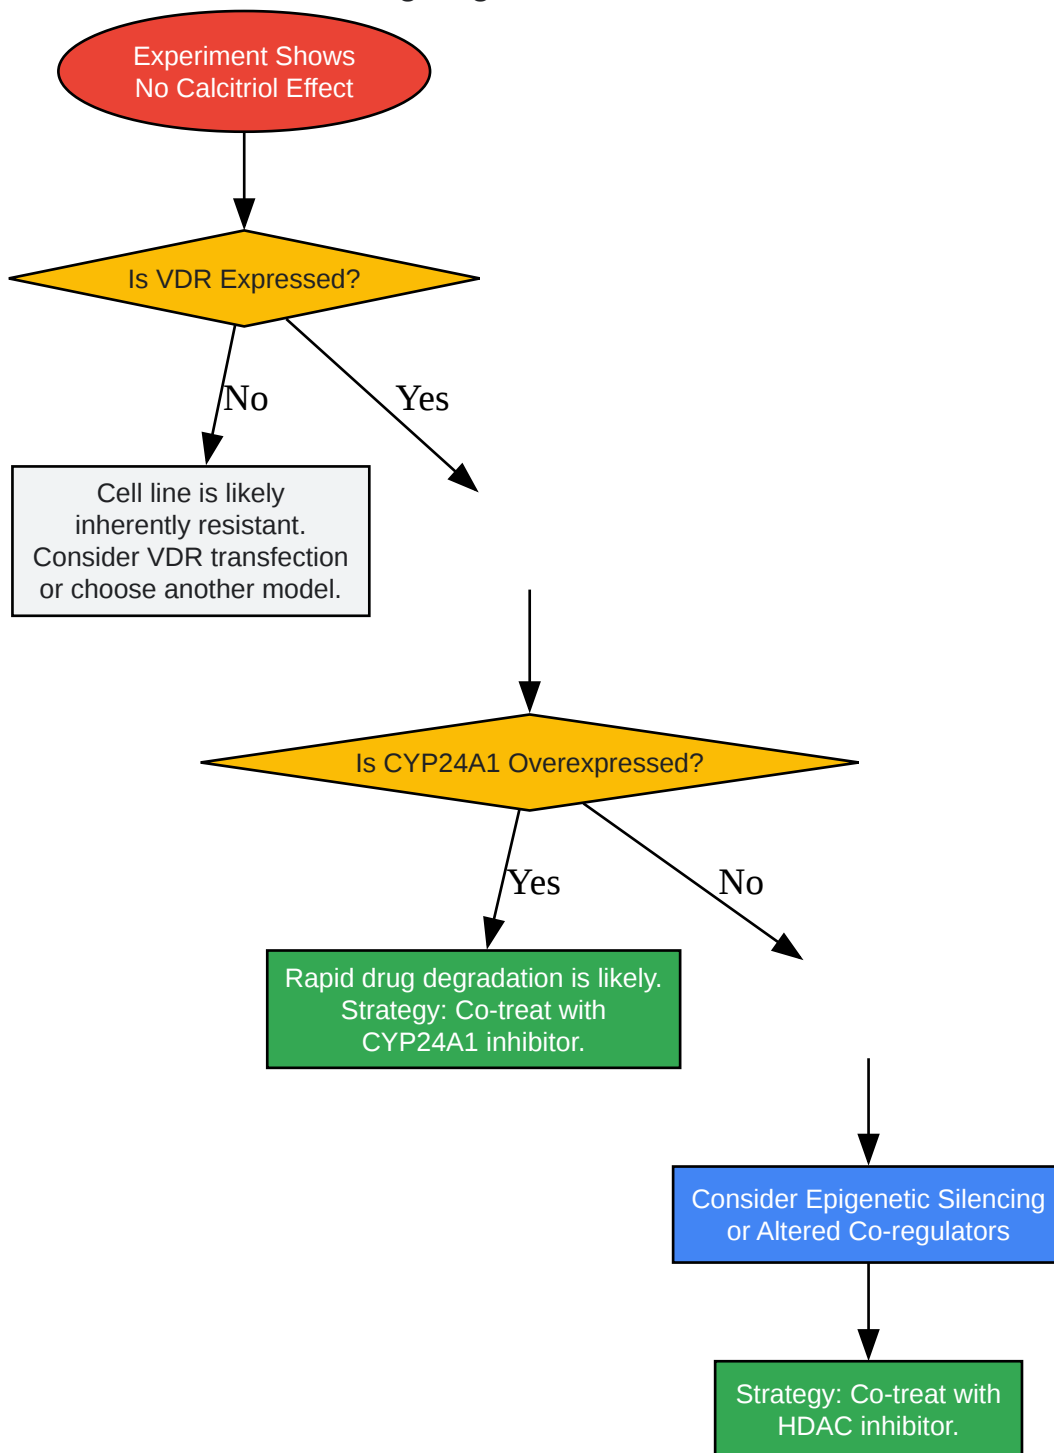 Experiment Shows
No Calcitriol Effect
Is VDR Expressed?
No
Yes
Cell line is likely
inherently resistant.
Consider VDR transfection
or choose another model.
Is CYP24A1 Overexpressed?
Yes
No
Rapid drug degradation is likely.
Strategy: Co-treat with
CYP24A1 inhibitor.
Consider Epigenetic Silencing
or Altered Co-regulators
Strategy: Co-treat with
HDAC inhibitor.